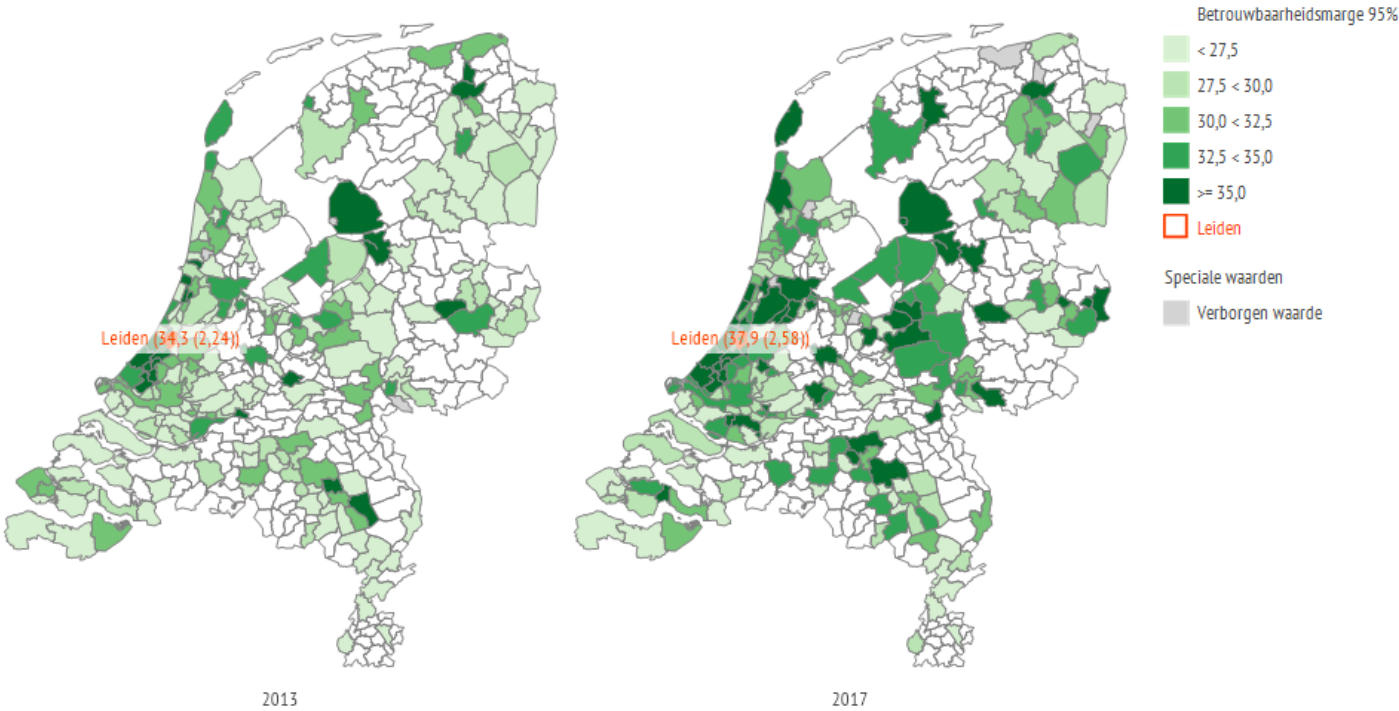 Betrouwbaarheidsmarge 95%
< 27,5
27,5 < 30,0
30,0 < 32,5
32,5 < 35,0
>= 35,0
Leiden
Speciale waarden
Verborgen waarde
Leiden (34,3 (2,24))
Leiden (37,9 (2,58))
2013
2017